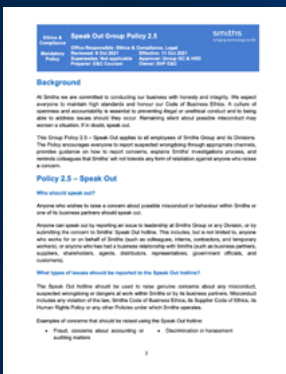 Ethics & Compliance
Mandatory Policy
Speak Out Group Policy 2.5
Office Responsible: Ethics & Compliance, Legal
Reviewed: 8 Oct 2021
Effective: 11 Oct 2021
Supersedes: Not applicable
Approver: Group GC & HRD
Preparer: E&C Counsel
Owner: SVP E&C
smiths
bringing technology to life
Background
At Smiths we are committed to conducting our business with honesty and integrity. We expect
everyone to maintain high standards and honour our Code of Business Ethics. A culture of
openness and accountability is essential to preventing illegal or unethical conduct and to being
able to address issues should they occur. Remaining silent about possible misconduct may
worsen a situation. If in doubt, speak out.
This Group Policy 2.5 – Speak Out applies to all employees of Smiths Group and its Divisions.
The Policy encourages everyone to report suspected wrongdoing through appropriate channels,
provides guidance on how to report concerns, explains Smiths' investigations process, and
reminds colleagues that Smiths' will not tolerate any form of retaliation against anyone who raises
a concern.
Policy 2.5 – Speak Out
Who should speak out?
Anyone who wishes to raise a concern about possible misconduct or behaviour within Smiths or
one of its business partners should speak out.
Anyone can speak out by reporting an issue to leadership at Smiths Group or any Division, or by
submitting the concern to Smiths' Speak Out hotline. This includes, but is not limited to, anyone
who works for or on behalf of Smiths (such as colleagues, interns, contractors, and temporary
workers), or anyone who has had a business relationship with Smiths (such as business partners,
suppliers, shareholders, agents, distributors, representatives, government officials, and
customers).
What types of issues should be reported to the Speak Out hotline?
The Speak Out hotline should be used to raise genuine concerns about any misconduct,
suspected wrongdoing or dangers at work within Smiths or by its business partners. Misconduct
includes any violation of the law, Smiths Code of Business Ethics, its Supplier Code of Ethics, its
Human Rights Policy or any other Policies under which Smiths operates.
Examples of concerns that should be raised using the Speak Out hotline:
• Fraud, concerns about accounting or auditing matters
• Discrimination or harassment